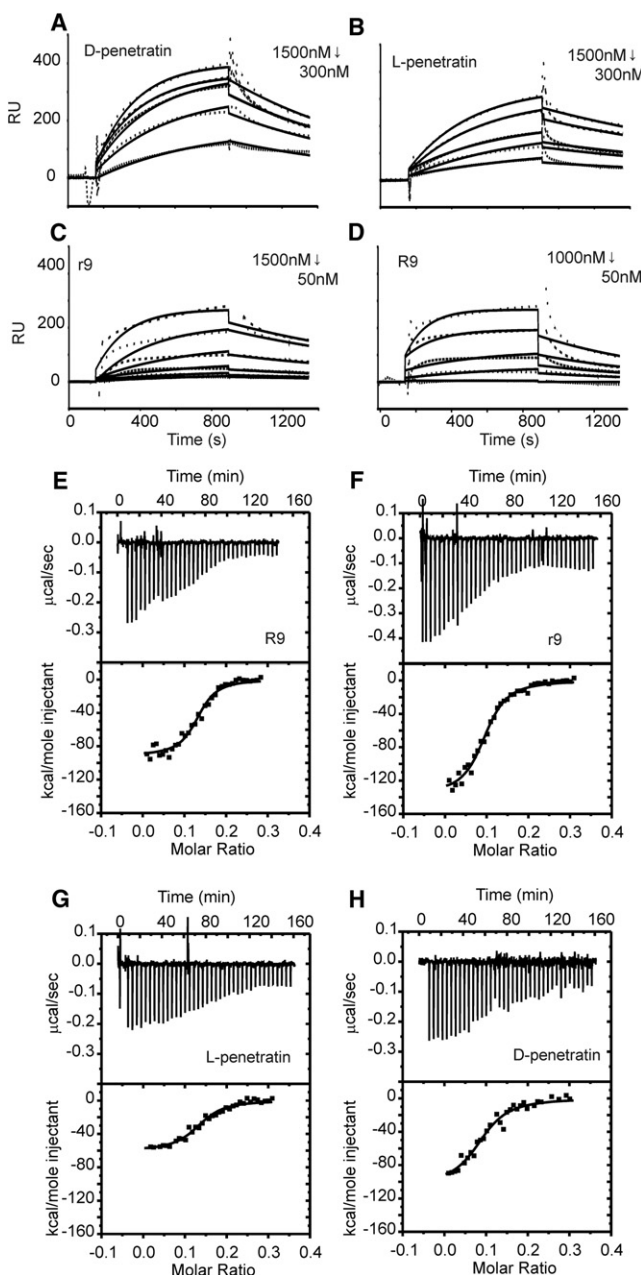 A
D-penetratin
1500nM↓
300nM
400
200
0
RU
B
L-penetratin
1500nM↓
300nM
C
r9
1500nM↓
50nM
400
200
0
RU
400 800 1200
Time (s)
D
R9
1000nM↓
50nM
0 400 800 1200
Time (s)
E
Time (min)
0 40 80 120 160
0.1
0.0
-0.1
-0.2
-0.3
μcal/sec
R9
0
-40
-80
-120
-160
kcal/mole injectant
-0.1 0.0 0.1 0.2 0.3 0.4
Molar Ratio
F
Time (min)
0 40 80 120 160
0.1
0.0
-0.1
-0.2
-0.3
-0.4
μcal/sec
r9
0
-40
-80
-120
-160
kcal/mole injectant
-0.1 0.0 0.1 0.2 0.3 0.4
Molar Ratio
G
Time (min)
0 40 80 120 160
0.1
0.0
-0.1
-0.2
-0.3
μcal/sec
L-penetratin
0
-40
-80
-120
-160
kcal/mole injectant
-0.1 0.0 0.1 0.2 0.3 0.4
Molar Ratio
H
Time (min)
0 40 80 120 160
0.1
0.0
-0.1
-0.2
-0.3
μcal/sec
D-penetratin
0
-40
-80
-120
-160
kcal/mole injectant
-0.1 0.0 0.1 0.2 0.3 0.4
Molar Ratio